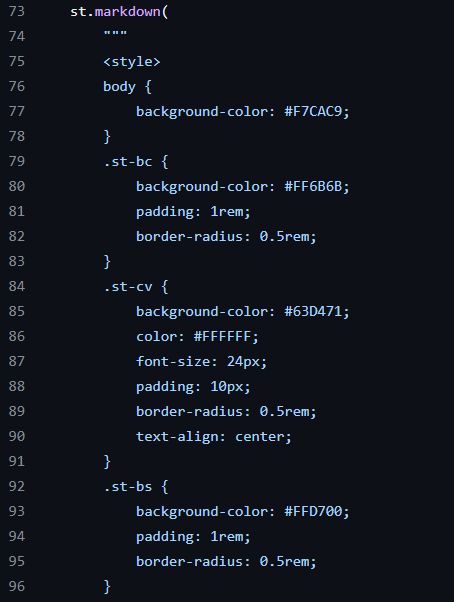 73 st.markdown(
74 """
75 <style>
76 body {
77 background-color: #F7CAC9;
78 }
79 .st-bc {
80 background-color: #FF6B6B;
81 padding: 1rem;
82 border-radius: 0.5rem;
83 }
84 .st-cv {
85 background-color: #63D471;
86 color: #FFFFFF;
87 font-size: 24px;
88 padding: 10px;
89 border-radius: 0.5rem;
90 text-align: center;
91 }
92 .st-bs {
93 background-color: #FFD700;
94 padding: 1rem;
95 border-radius: 0.5rem;
96 }